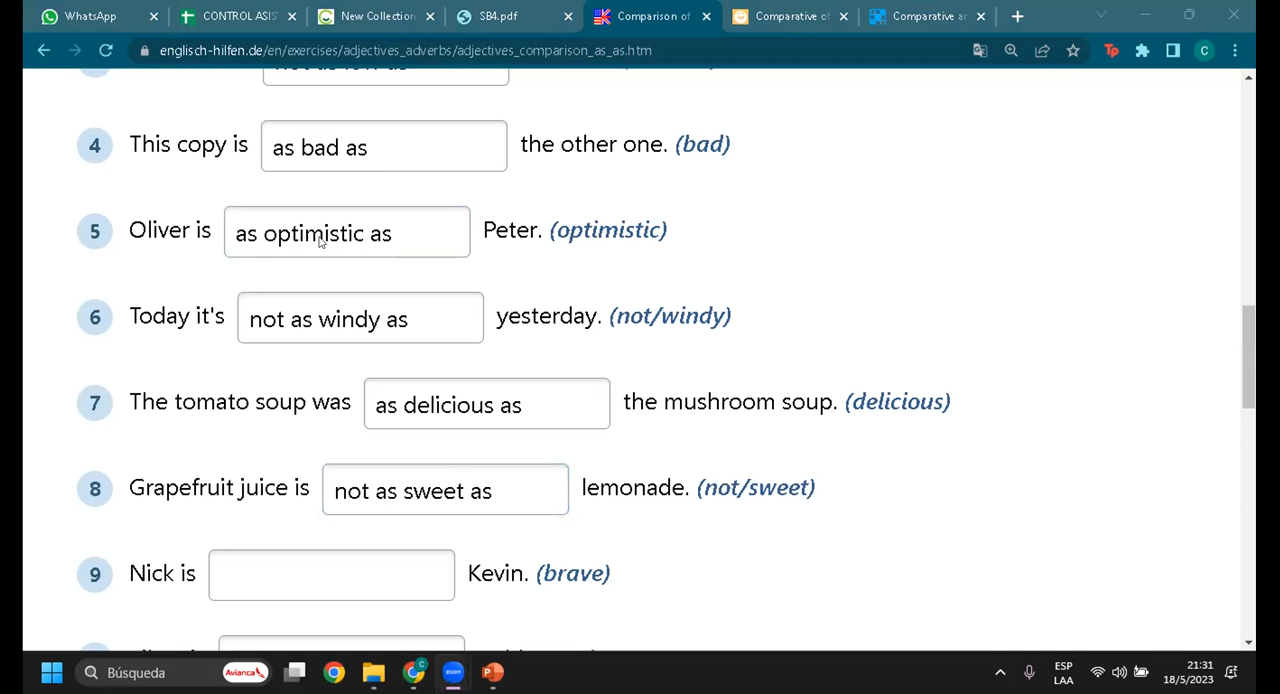 WhatsApp
CONTROL ASIS
New Collection
SB4.pdf
Comparison of
Comparative of
Comparative a
englisch-hilfen.de/en/exercises/adjectives_adverbs/adjectives_comparison_as_as.htm
4 This copy is as bad as the other one. (bad)
5 Oliver is as optimistic as Peter. (optimistic)
6 Today it's not as windy as yesterday. (not/windy)
7 The tomato soup was as delicious as the mushroom soup. (delicious)
8 Grapefruit juice is not as sweet as lemonade. (not/sweet)
9 Nick is Kevin. (brave)
Búsqueda
Avianca
zoom
ESP
LAA
21:31
18/5/2023